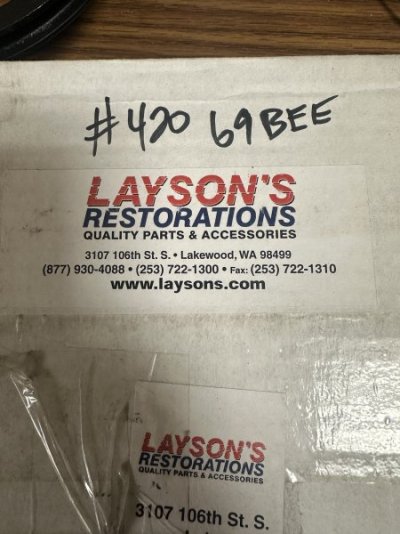 #420 69BEE
LAYSON'S
RESTORATIONS
QUALITY PARTS & ACCESSORIES
3107 106th St. S. • Lakewood, WA 98499
(877) 930-4088 • (253) 722-1300 • Fax: (253) 722-1310
www.laysons.com
LAYSON'S
RESTORATIONS
QUALITY PARTS & ACCESSORIES
3107 106th St. S.